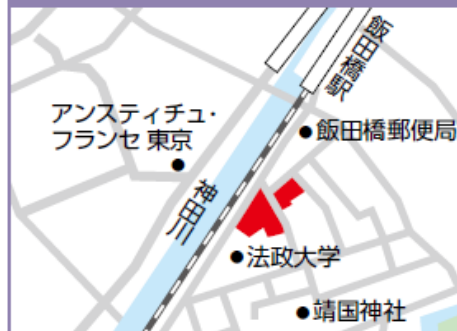 飯田橋駅
アンスティチュ・
フランセ 東京
飯田橋郵便局
神田川
法政大学
靖国神社